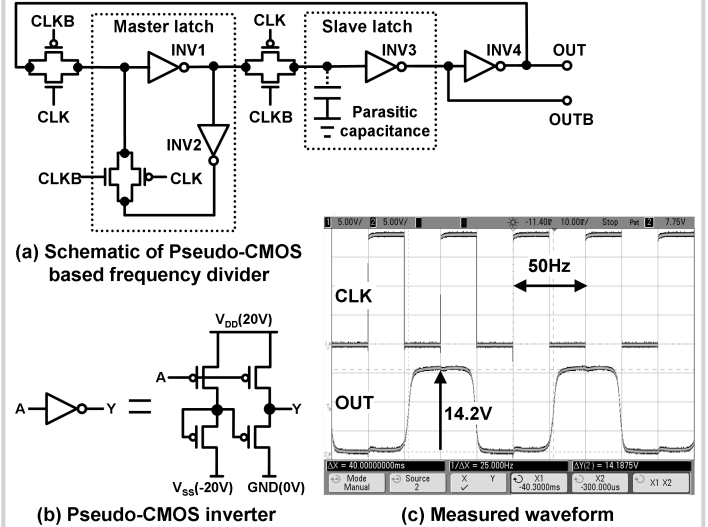 CLKB
Master latch
CLK
Slave latch
INV1
INV3
INV4
OUT
CLK
CLKB
OUTB
INV2
Parasitic
capacitance
CLKB
CLK
(a) Schematic of Pseudo-CMOS
based frequency divider
VDD(20V)
A
A
Y
Y
VSS(-20V)
GND(0V)
(b) Pseudo-CMOS inverter
1 5.00V/ 2 5.00V/ -11.40s 10.00s/ Stop 2 7.75V
50Hz
CLK
OUT
14.2V
ΔX = 40.00000000ms 1/ΔX = 25.000Hz ΔY(2) = 14.1875V
Mode
Manual
Source
2
X Y
✓
X1
-40.3000ms
X2
-300.000us
X1 X2
(c) Measured waveform